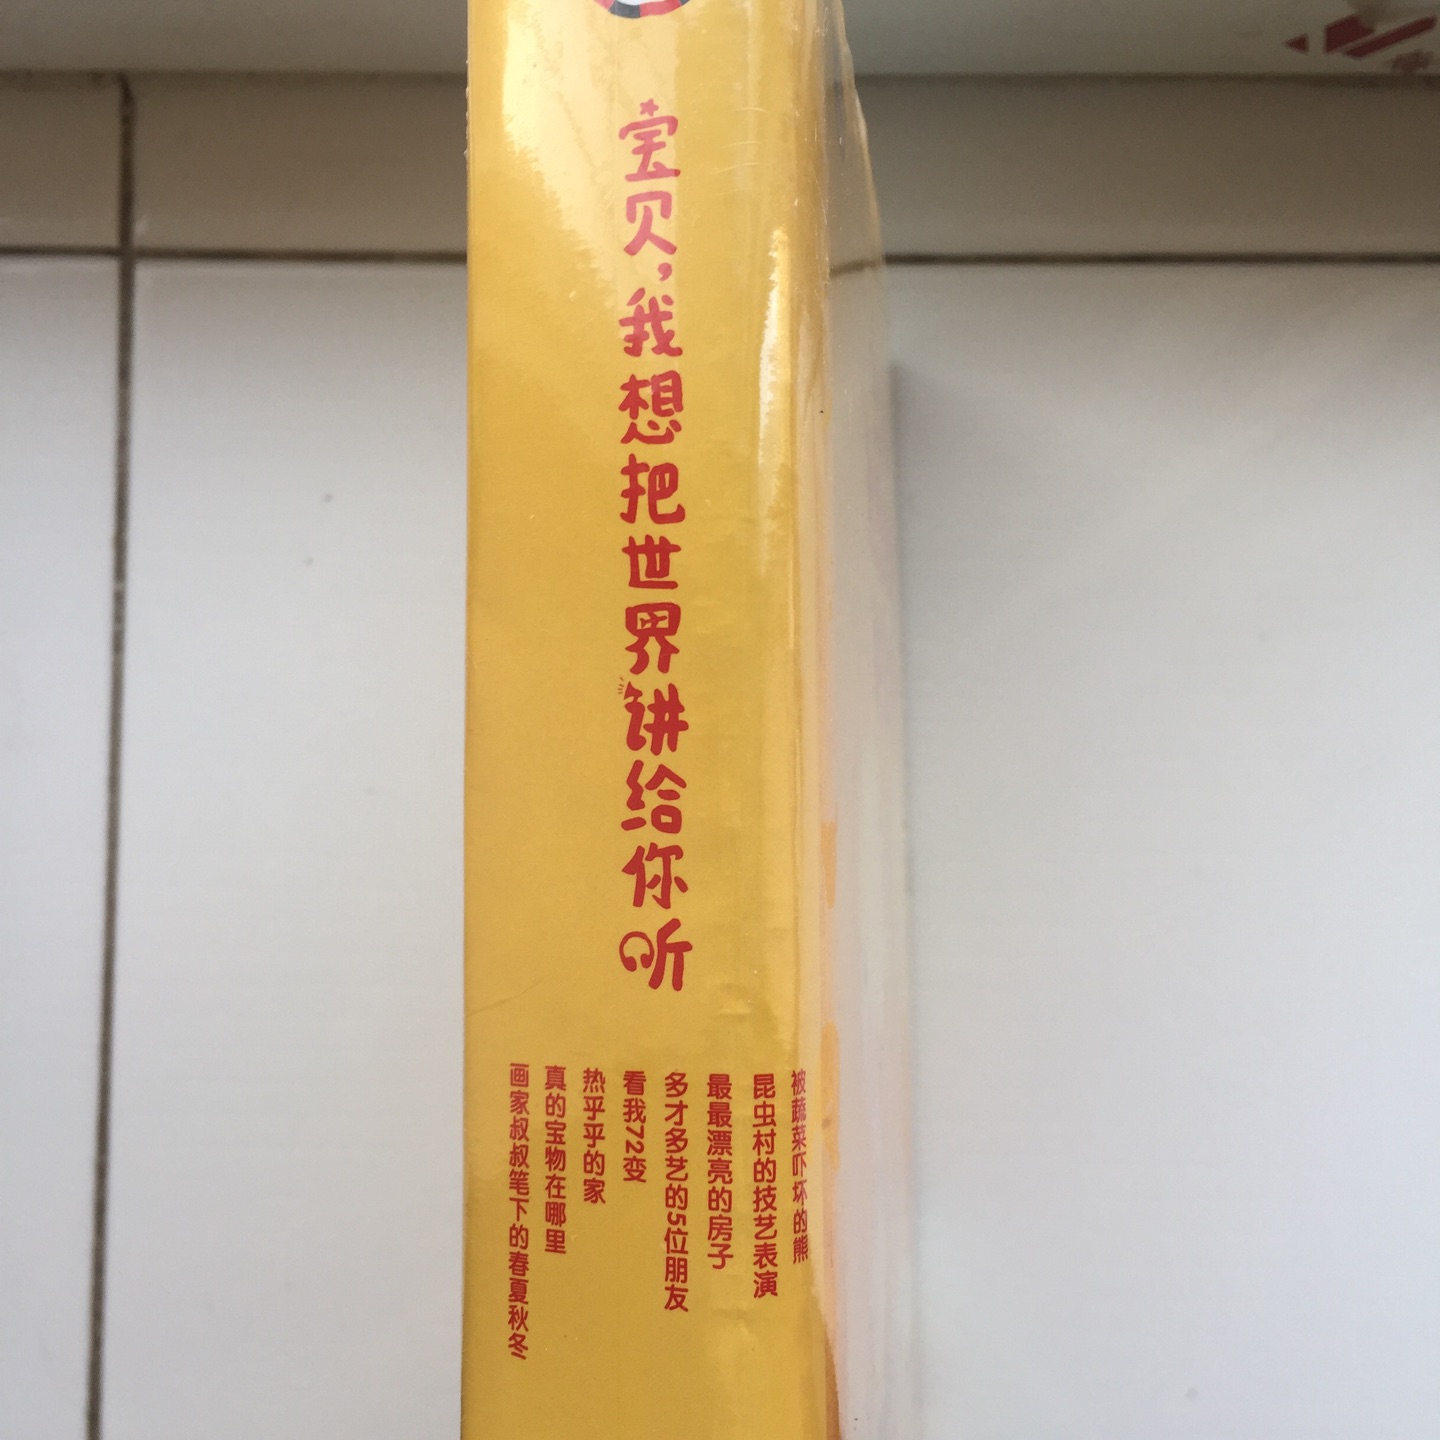 宝贝，我想把世界讲给你听
被蔬菜吓坏的熊
昆虫村的技艺表演
最最漂亮的房子
多才多艺的5位朋友
看我72变
热乎乎的家
真的宝物在哪里
画家叔叔笔下的春夏秋冬